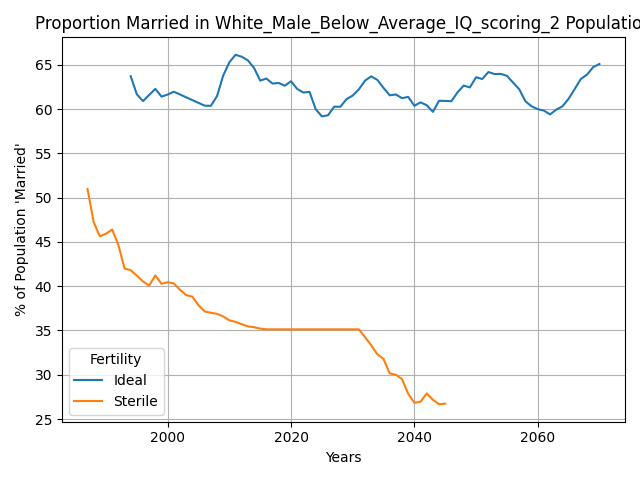 Proportion Married in White_Male_Below_Average_IQ_scoring_2 Populatio
% of Population 'Married'
65
60
55
50
45
40
35
30
25
Fertility
Ideal
Sterile
2000
2020
2040
2060
Years